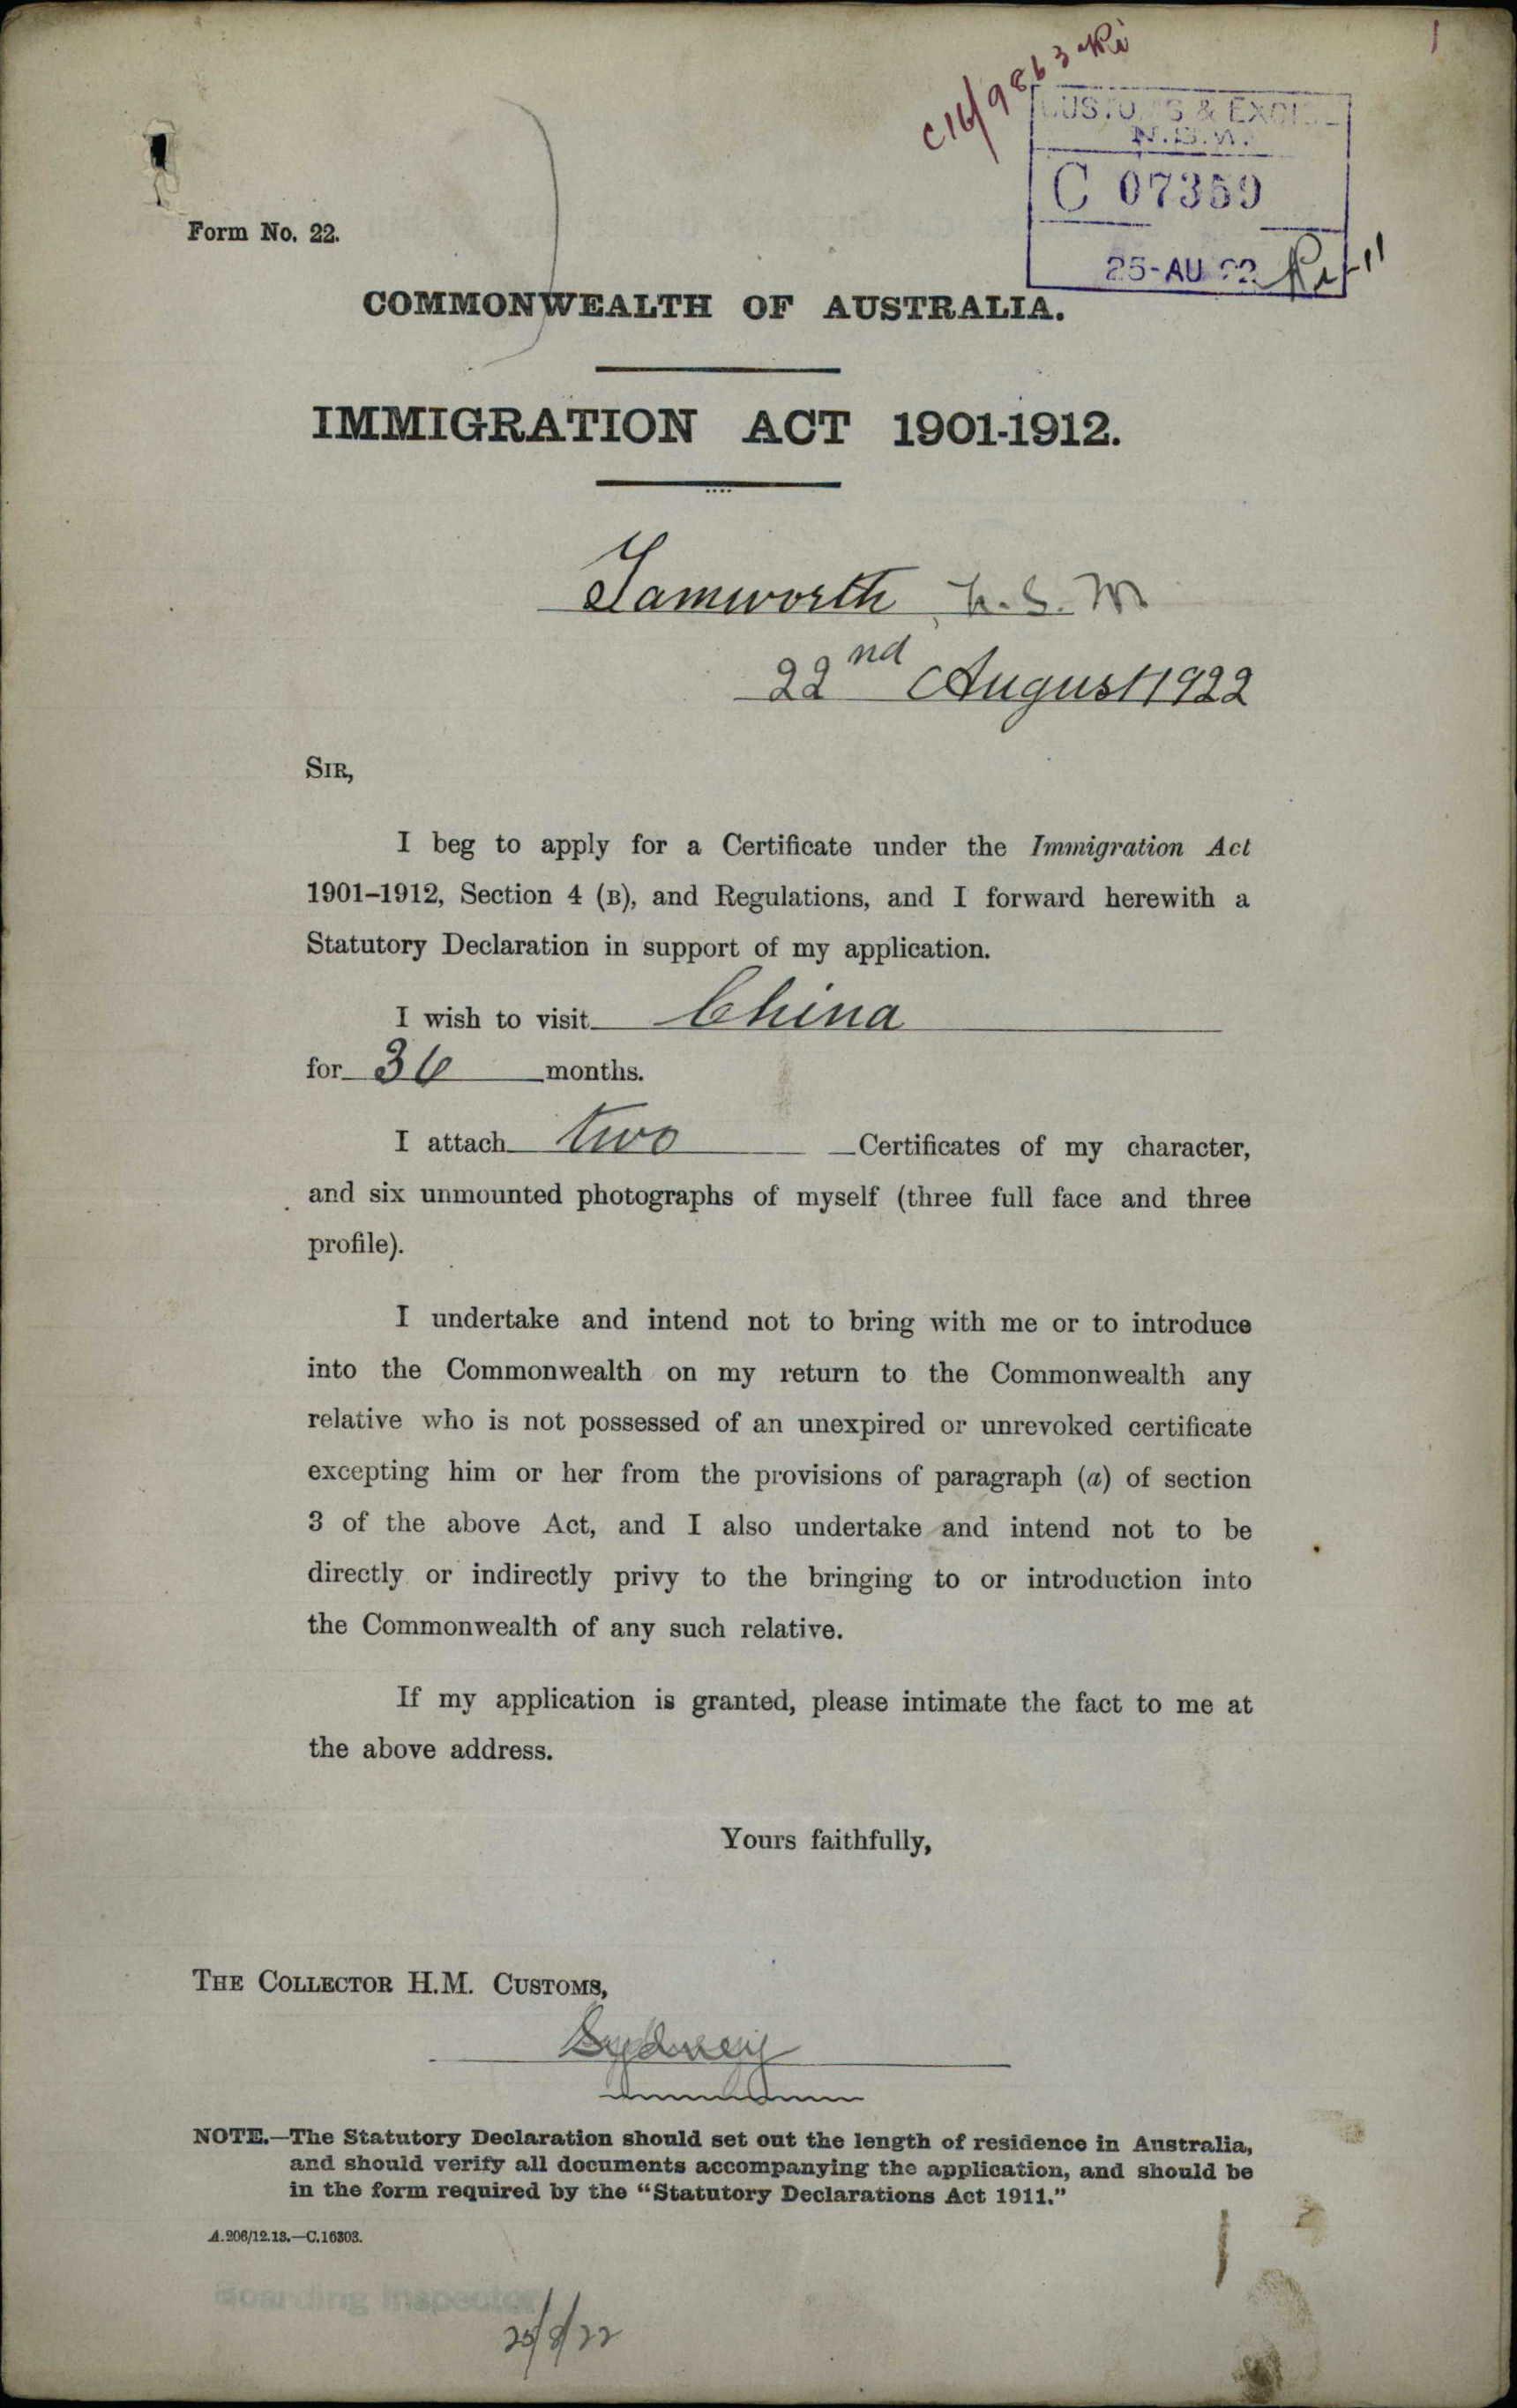 C16/9863
CUSTOMS & EXCISE
N.S.W.
C 07359
25-AU 22
Form No. 22.
COMMONWEALTH OF AUSTRALIA.
IMMIGRATION ACT 1901-1912.
Tamworth, N.S.W
22nd August 1922
SIR,
I beg to apply for a Certificate under the Immigration Act
1901–1912, Section 4 (B), and Regulations, and I forward herewith a
Statutory Declaration in support of my application.
I wish to visit China
for 36 months.
I attach two Certificates of my character,
and six unmounted photographs of myself (three full face and three
profile).
I undertake and intend not to bring with me or to introduce
into the Commonwealth on my return to the Commonwealth any
relative who is not possessed of an unexpired or unrevoked certificate
excepting him or her from the provisions of paragraph (a) of section
3 of the above Act, and I also undertake and intend not to be
directly or indirectly privy to the bringing to or introduction into
the Commonwealth of any such relative.
If my application is granted, please intimate the fact to me at
the above address.
Yours faithfully,
THE COLLECTOR H.M. CUSTOMS,
Sydney
NOTE.—The Statutory Declaration should set out the length of residence in Australia,
and should verify all documents accompanying the application, and should be
in the form required by the “Statutory Declarations Act 1911.”
A.206/12.13.—C.16303.
Boarding Inspector
25/8/22